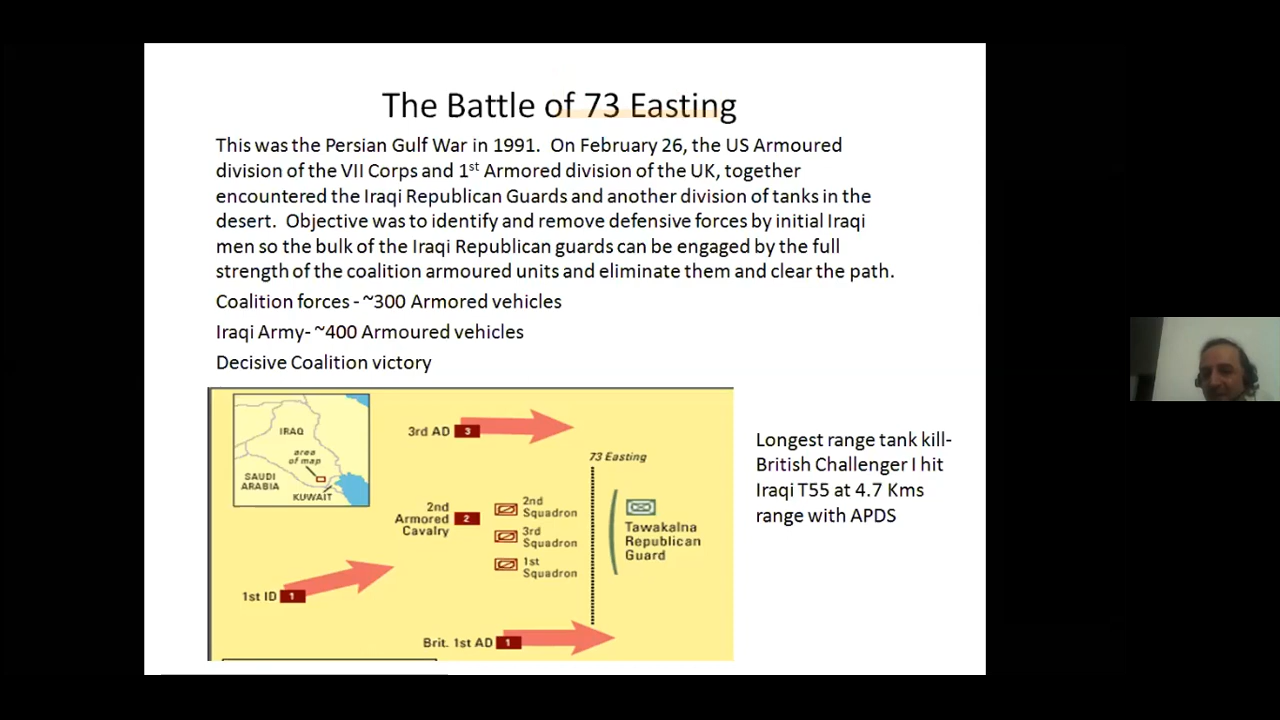 The Battle of 73 Easting
This was the Persian Gulf War in 1991. On February 26, the US Armoured
division of the VII Corps and 1st Armored division of the UK, together
encountered the Iraqi Republican Guards and another division of tanks in the
desert. Objective was to identify and remove defensive forces by initial Iraqi
men so the bulk of the Iraqi Republican guards can be engaged by the full
strength of the coalition armoured units and eliminate them and clear the path.
Coalition forces - ~300 Armored vehicles
Iraqi Army- ~400 Armoured vehicles
Decisive Coalition victory
IRAQ
area
of map
SAUDI
ARABIA
KUWAIT
3rd AD 3
73 Easting
2nd
Armored
Cavalry
2
2nd
Squadron
3rd
Squadron
1st
Squadron
Tawakalna
Republican
Guard
1st ID 1
Brit. 1st AD 1
Longest range tank kill-
British Challenger I hit
Iraqi T55 at 4.7 Kms
range with APDS